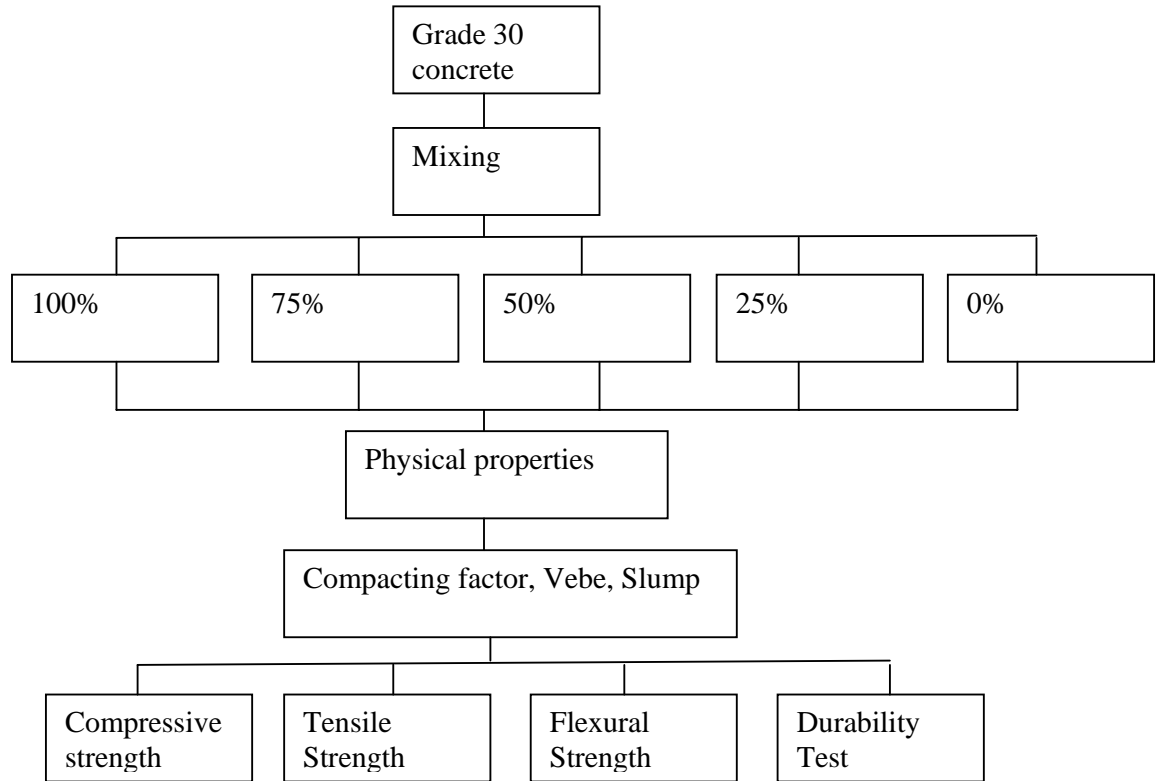 Grade 30
concrete
Mixing
100%
75%
50%
25%
0%
Physical properties
Compacting factor, Vebe, Slump
Compressive
strength
Tensile
Strength
Flexural
Strength
Durability
Test